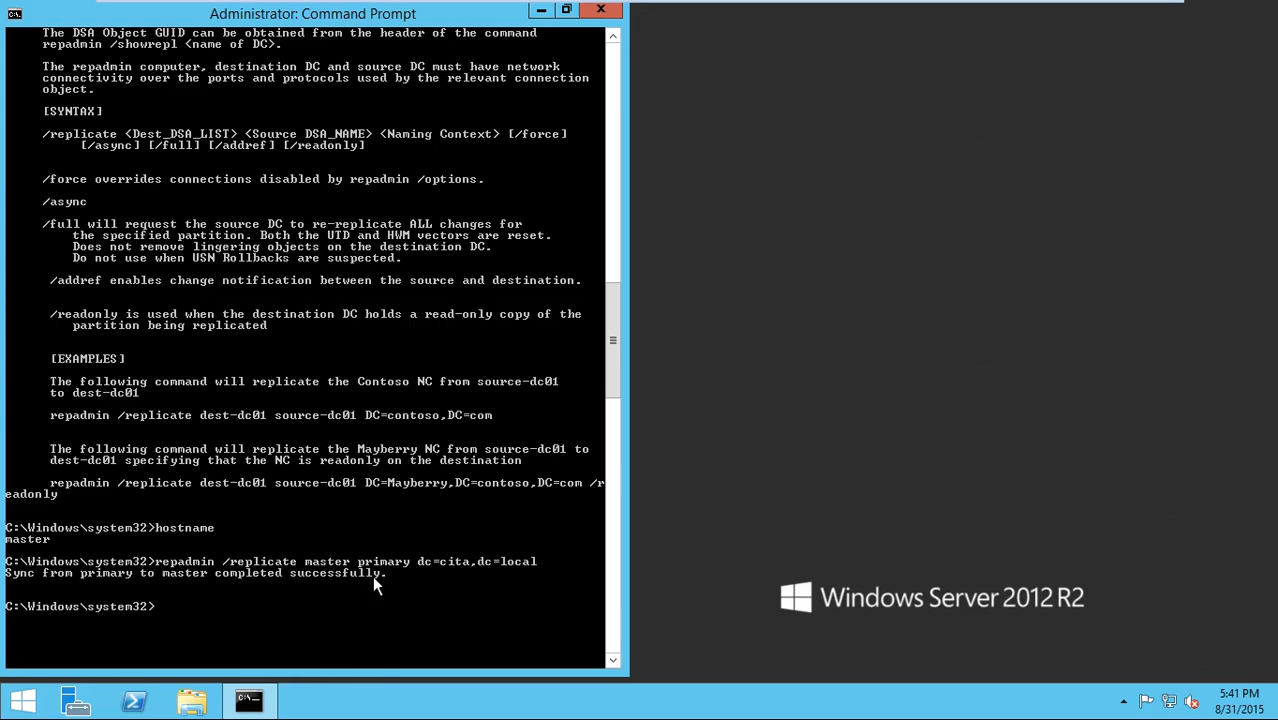 Administrator: Command Prompt
The DSA Object GUID can be obtained from the header of the command
repadmin /showrepl <name of DC>.
The repadmin computer, destination DC and source DC must have network
connectivity over the ports and protocols used by the relevant connection
object.
[SYNTAX]
/replicate <Dest_DSA_LIST> <Source DSA_NAME> <Naming Context> [/force]
[/async] [/full] [/addref] [/readonly]
/force overrides connections disabled by repadmin /options.
/async
/full will request the source DC to re-replicate ALL changes for
the specified partition. Both the UTD and HWM vectors are reset.
Does not remove lingering objects on the destination DC.
Do not use when USN Rollbacks are suspected.
/addref enables change notification between the source and destination.
/readonly is used when the destination DC holds a read-only copy of the
partition being replicated
[EXAMPLES]
The following command will replicate the Contoso NC from source-dc01
to dest-dc01
repadmin /replicate dest-dc01 source-dc01 DC=contoso,DC=com
The following command will replicate the Mayberry NC from source-dc01 to
dest-dc01 specifying that the NC is readonly on the destination
repadmin /replicate dest-dc01 source-dc01 DC=Mayberry,DC=contoso,DC=com /r
eadonly
C:\Windows\system32>hostname
master
C:\Windows\system32>repadmin /replicate master primary dc=cita,dc=local
Sync from primary to master completed successfully.
C:\Windows\system32>
Windows Server 2012 R2
5:41 PM
8/31/2015